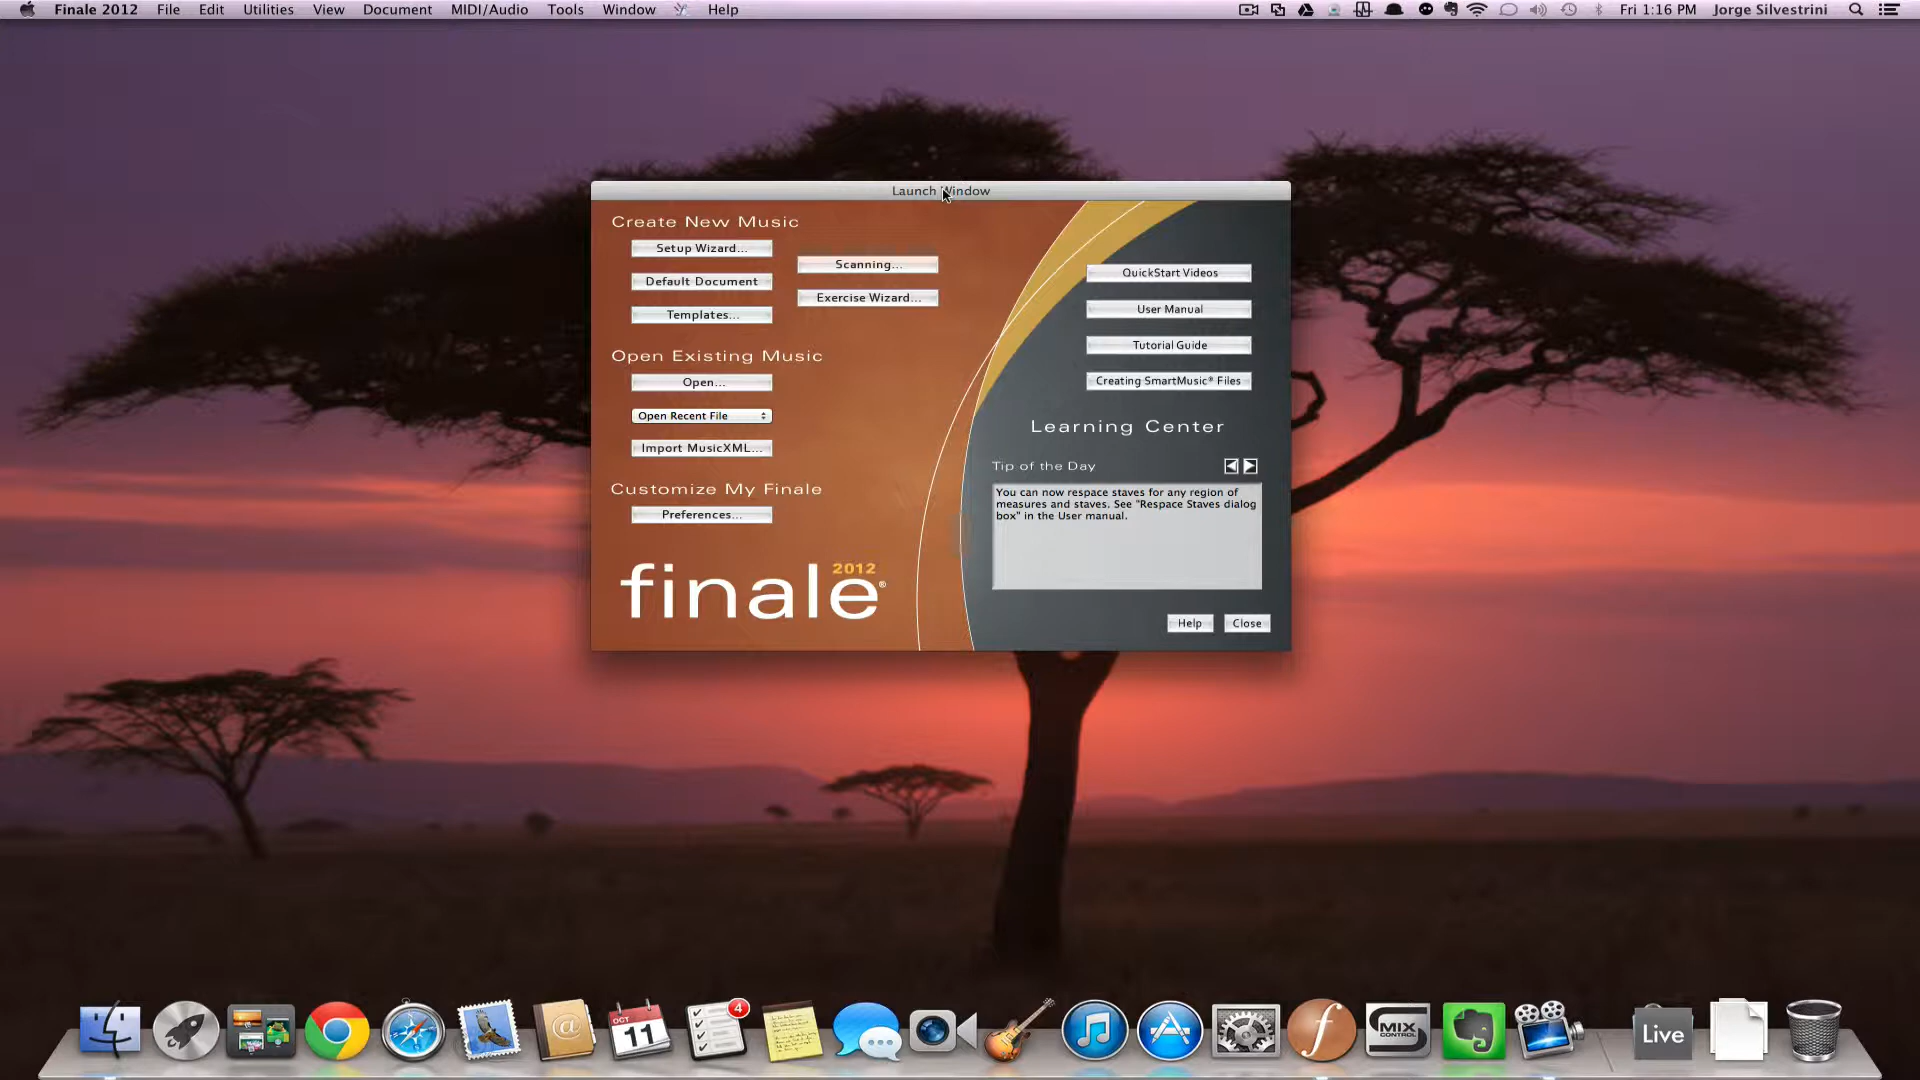 Finale 2012 File Edit Utilities View Document MIDI/Audio Tools Window Help Fri 1:16 PM Jorge Silvestrini
Launch Window
Create New Music
Setup Wizard...
Default Document
Templates...
Scanning...
Exercise Wizard...
Open Existing Music
Open...
Open Recent File
Import MusicXML...
Customize My Finale
Preferences...
finale® 2012
QuickStart Videos
User Manual
Tutorial Guide
Creating SmartMusic® Files
Learning Center
Tip of the Day
You can now respace staves for any region of
measures and staves. See "Respace Staves dialog
box" in the User manual.
Help Close
@
OCT
11
4
f
MIX
CONTROL
Live